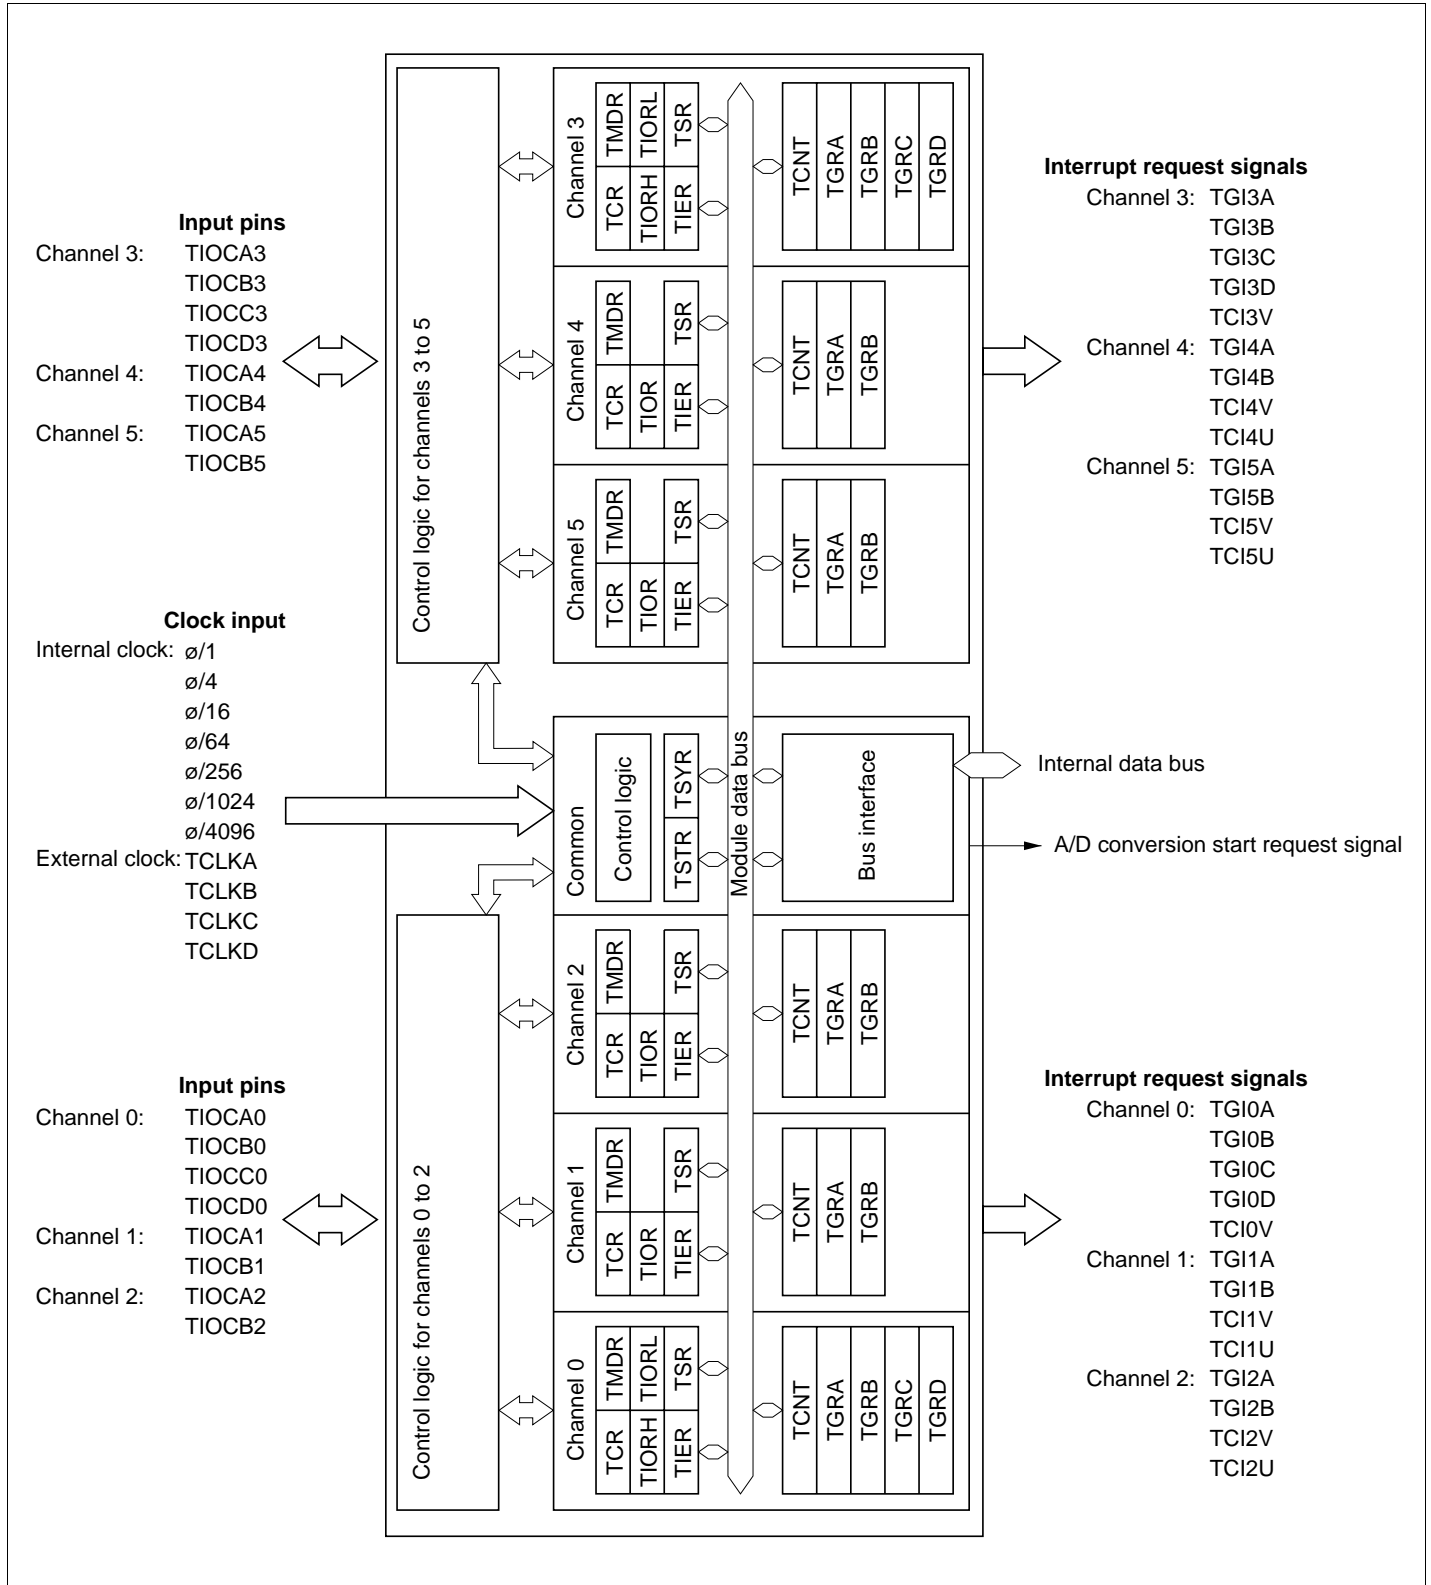 Input pins
Channel 3: TIOCA3
TIOCB3
TIOCC3
TIOCD3
Channel 4: TIOCA4
TIOCB4
Channel 5: TIOCA5
TIOCB5
Clock input
Internal clock: ø/1
ø/4
ø/16
ø/64
ø/256
ø/1024
ø/4096
External clock: TCLKA
TCLKB
TCLKC
TCLKD
Input pins
Channel 0: TIOCA0
TIOCB0
TIOCC0
TIOCD0
Channel 1: TIOCA1
TIOCB1
Channel 2: TIOCA2
TIOCB2
Control logic for channels 3 to 5
Control logic for channels 0 to 2
Channel 3
TCR TMDR
TIORH TIORL
TIER TSR
TCNT
TGRA
TGRB
TGRC
TGRD
Channel 4
TCR TMDR
TIOR
TIER TSR
TCNT
TGRA
TGRB
Channel 5
TCR TMDR
TIOR
TIER TSR
TCNT
TGRA
TGRB
Common
Control logic
TSTR TSYR
Module data bus
Bus interface
Channel 2
TCR TMDR
TIOR
TIER TSR
TCNT
TGRA
TGRB
Channel 1
TCR TMDR
TIOR
TIER TSR
TCNT
TGRA
TGRB
Channel 0
TCR TMDR
TIORH TIORL
TIER TSR
TCNT
TGRA
TGRB
TGRC
TGRD
Interrupt request signals
Channel 3: TGI3A
TGI3B
TGI3C
TGI3D
TCI3V
Channel 4: TGI4A
TGI4B
TCI4V
TCI4U
Channel 5: TGI5A
TGI5B
TCI5V
TCI5U
Internal data bus
A/D conversion start request signal
Interrupt request signals
Channel 0: TGI0A
TGI0B
TGI0C
TGI0D
TCI0V
Channel 1: TGI1A
TGI1B
TCI1V
TCI1U
Channel 2: TGI2A
TGI2B
TCI2V
TCI2U